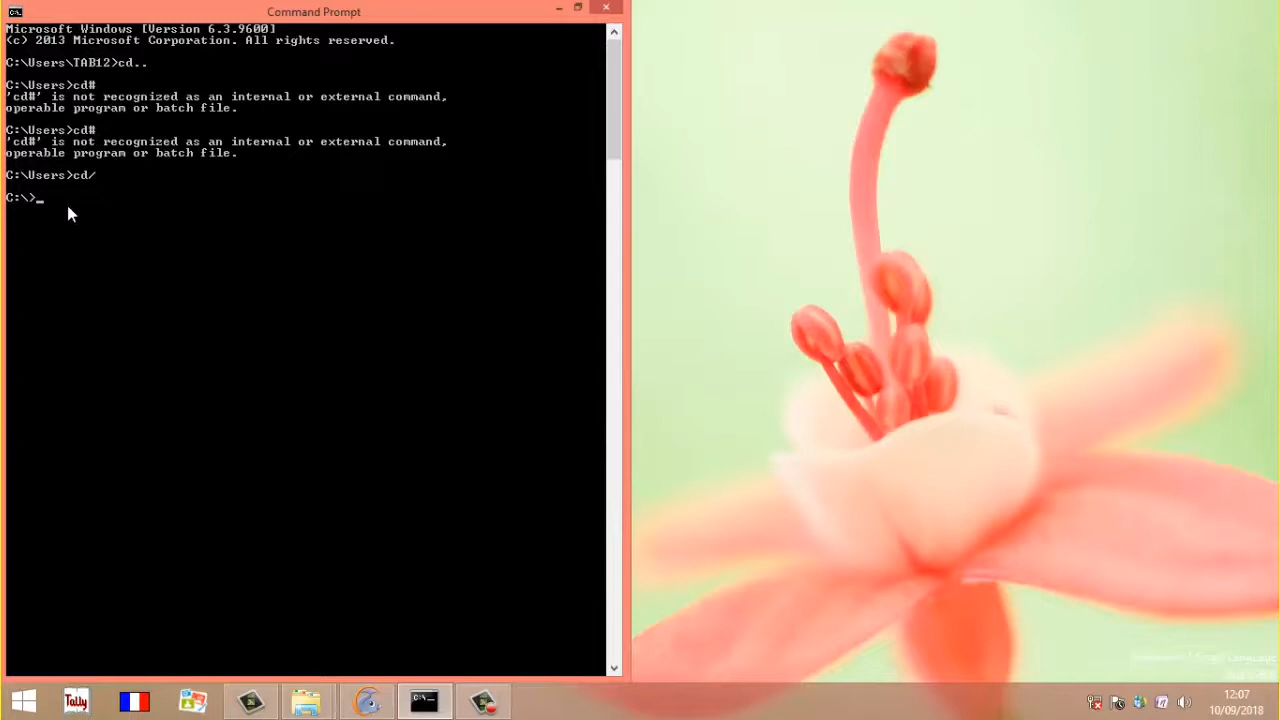 Command Prompt
Microsoft Windows [Version 6.3.9600]
(c) 2013 Microsoft Corporation. All rights reserved.
C:\Users\TAB12>cd..
C:\Users>cd#
'cd#' is not recognized as an internal or external command,
operable program or batch file.
C:\Users>cd#
'cd#' is not recognized as an internal or external command,
operable program or batch file.
C:\Users>cd/
C:\>_
Tally
12:07
10/09/2018